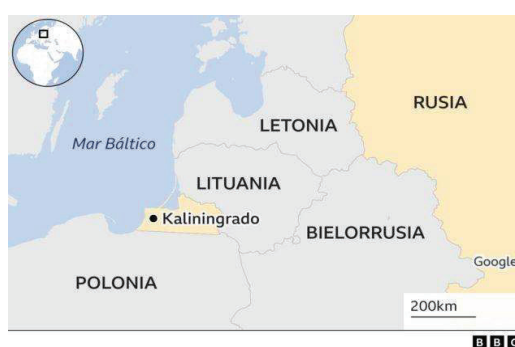 RUSIA
LETONIA
Mar Báltico
LITUANIA
Kaliningrado
BIELORRUSIA
Google
POLONIA
200km
BBC